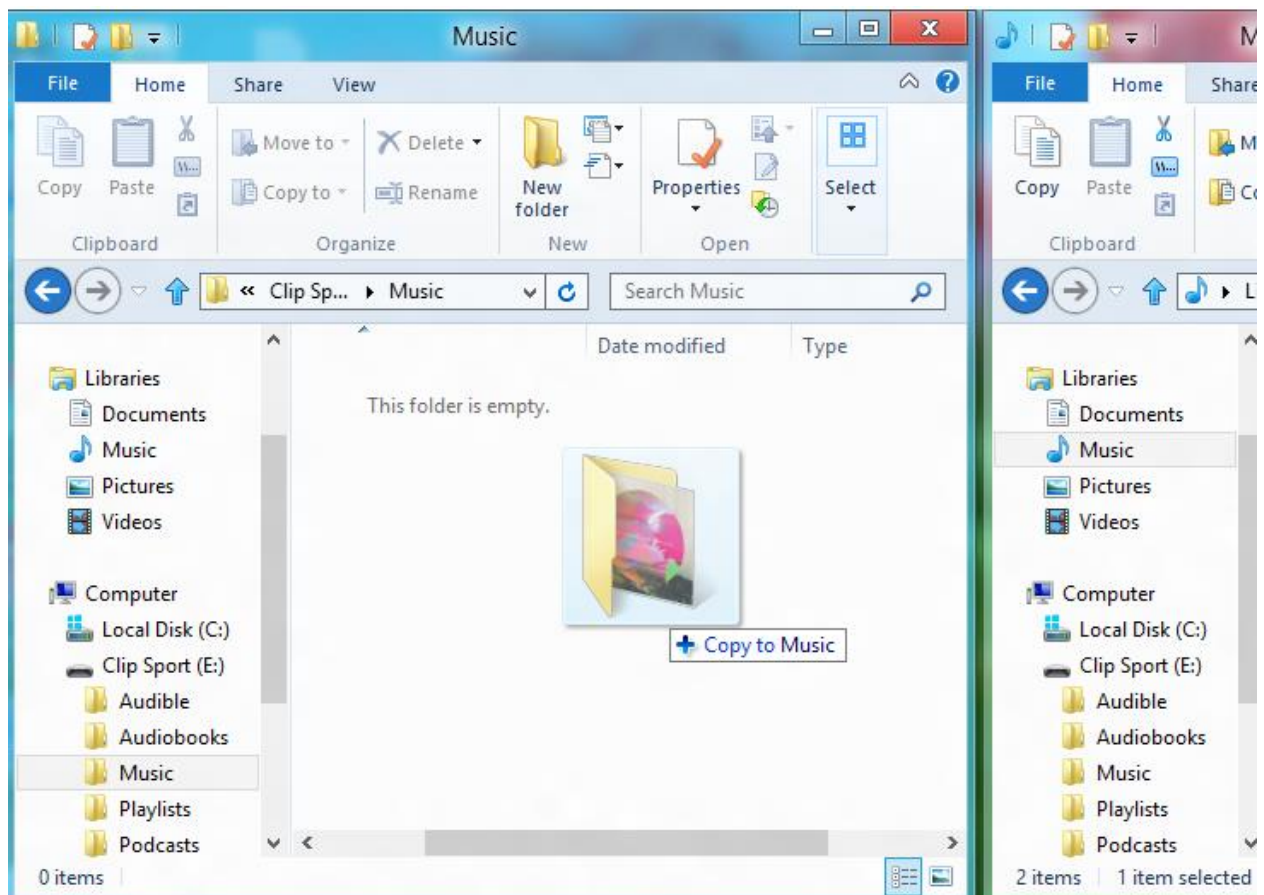 Music
File Home Share View
Copy
Paste
Clipboard
Move to
Copy to
Delete
Rename
Organize
New folder
New
Properties
Open
Select
« Clip Sp... Music
Search Music
Date modified Type
This folder is empty.
Copy to Music
Libraries
Documents
Music
Pictures
Videos
Computer
Local Disk (C:)
Clip Sport (E:)
Audible
Audiobooks
Music
Playlists
Podcasts
0 items
M
File Home Share
Copy
Paste
Clipboard
M
Co
L
Libraries
Documents
Music
Pictures
Videos
Computer
Local Disk (C:)
Clip Sport (E:)
Audible
Audiobooks
Music
Playlists
Podcasts
2 items 1 item selected